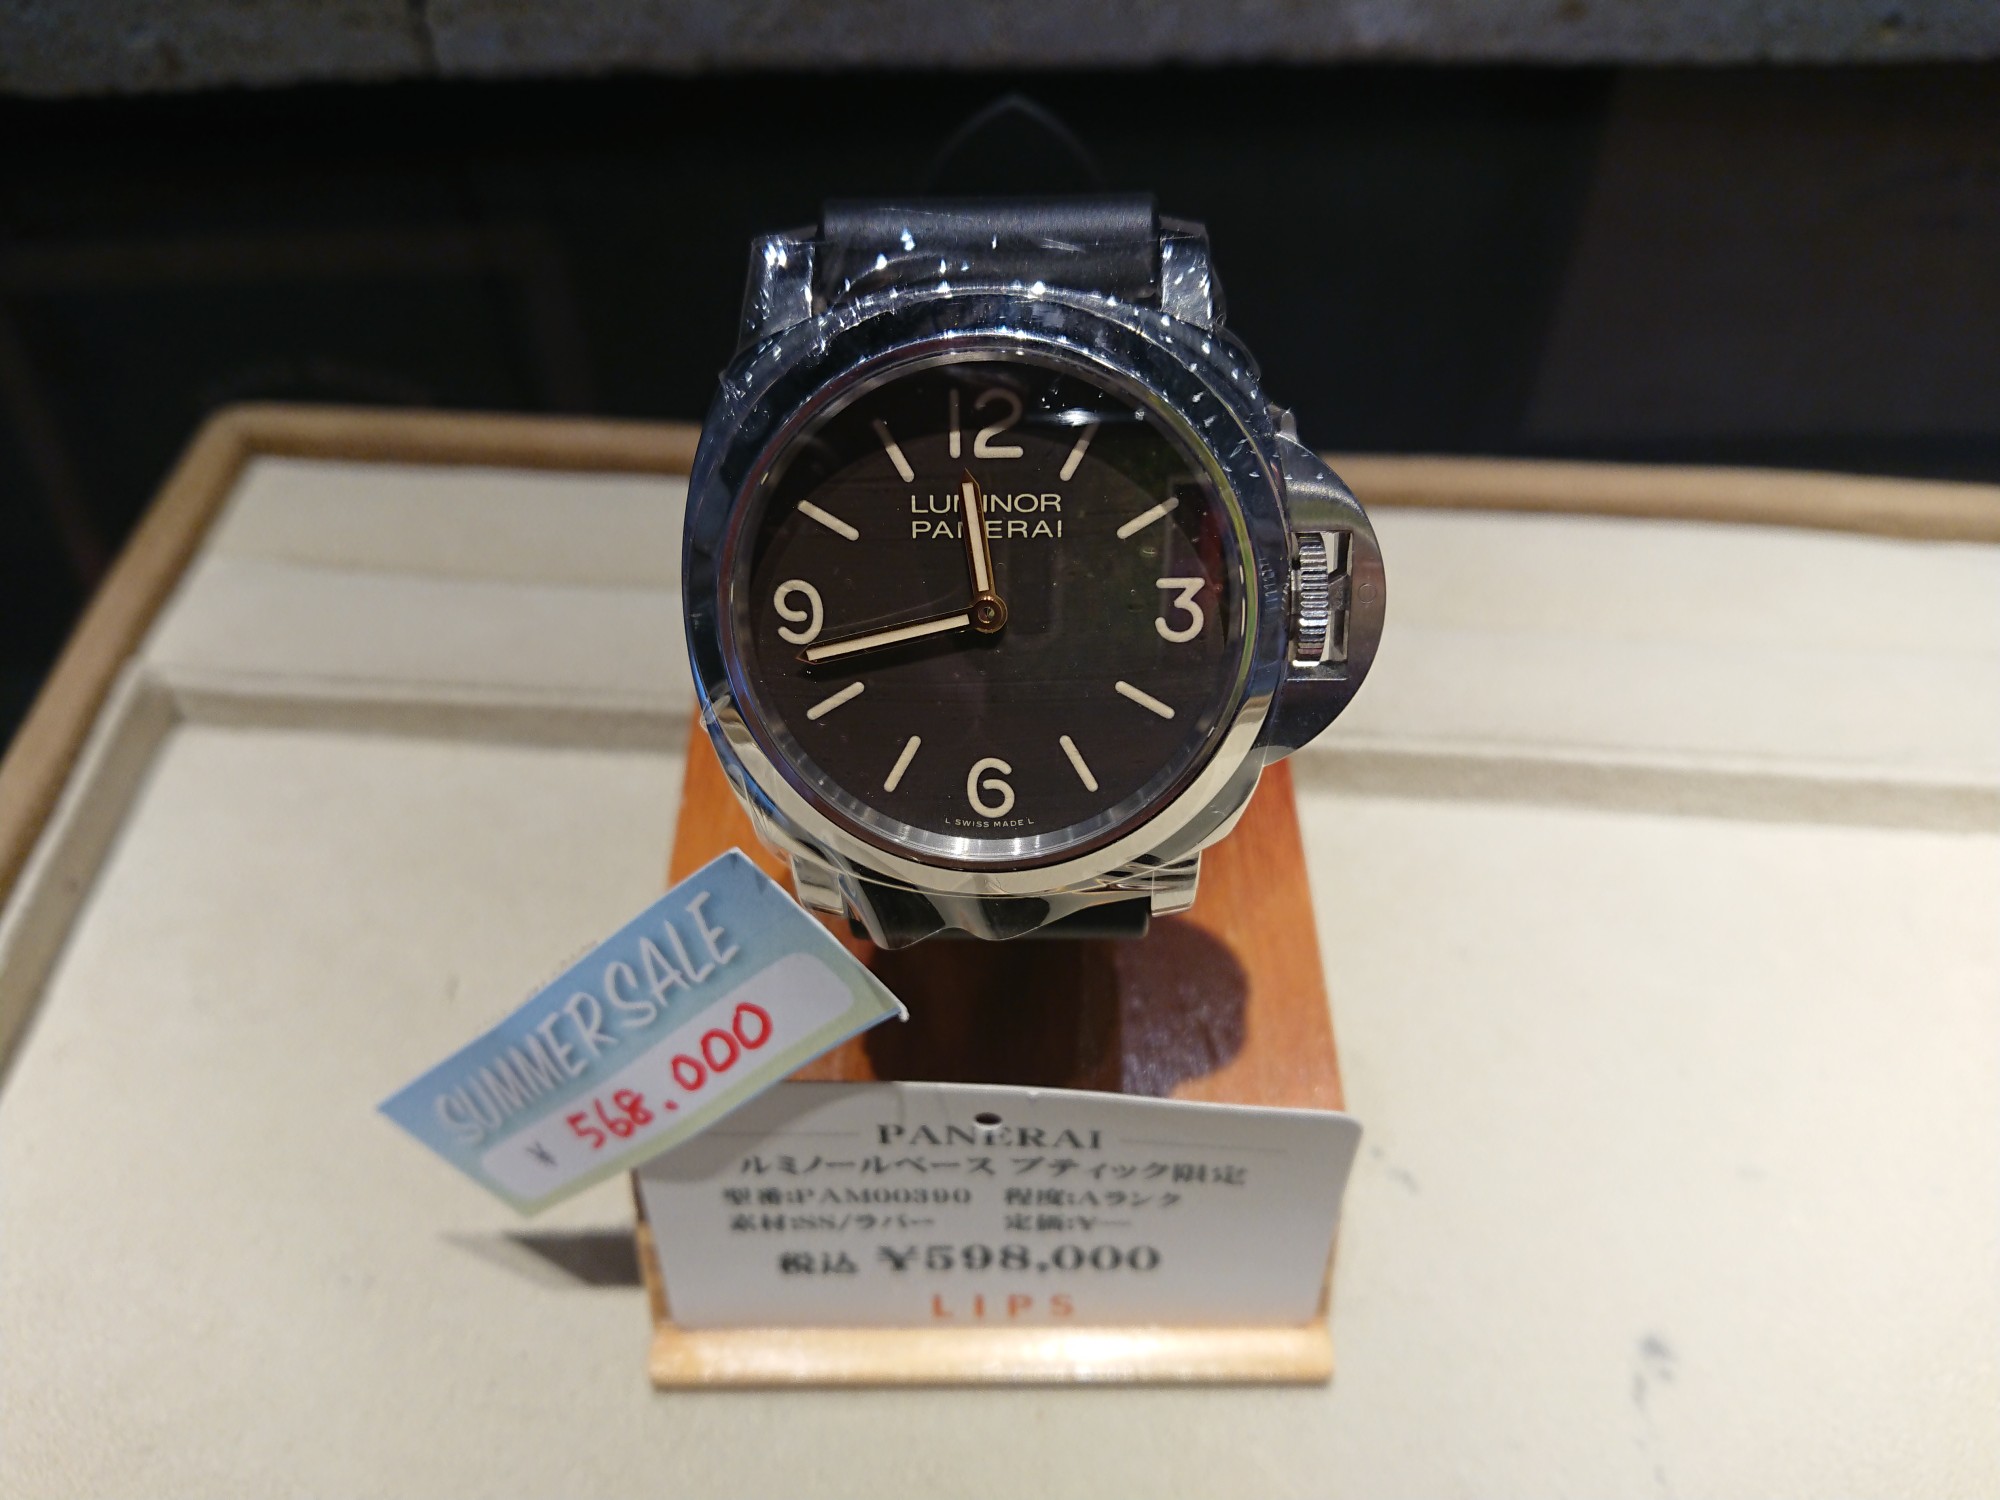 12
LUMINOR
PANERAI
9
3
6
L SWISS MADE L
SUMMER SALE
¥ 568.000
PANERAI
ルミノールベース ブティック限定
型番:PAM00390 程度:Aランク
素材:SS/ラバー 定価:¥―
税込 ¥598,000
LIPS